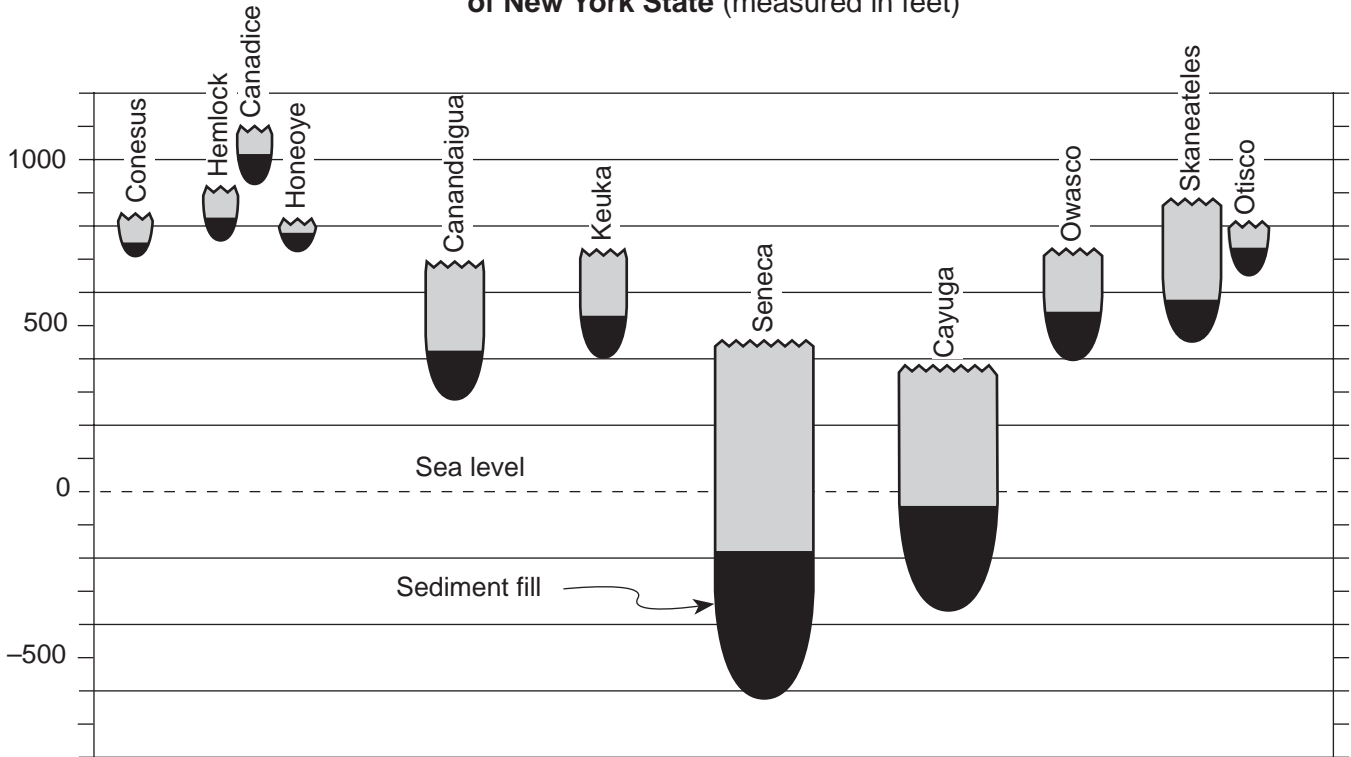 of New York State (measured in feet)
Conesus
Hemlock
Canadice
Honeoye
Canandaigua
Keuka
Seneca
Cayuga
Owasco
Skaneateles
Otisco
1000
500
Sea level
0
Sediment fill
–500